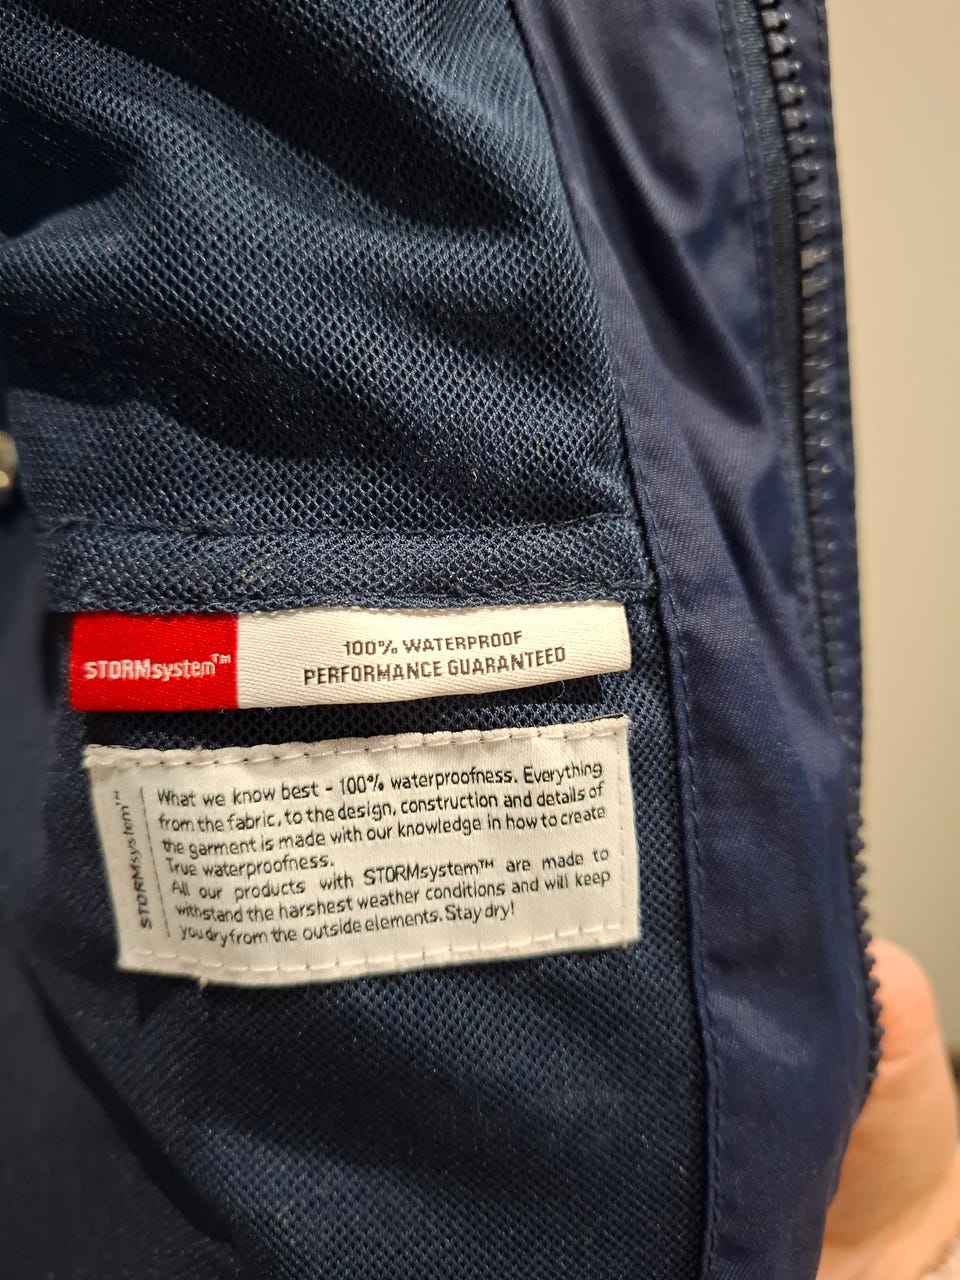 STORMsystem™
100% WATERPROOF
PERFORMANCE GUARANTEED
STORMsystem™
What we know best - 100% waterproofness. Everything
from the fabric, to the design, construction and details of
the garment is made with our knowledge in how to create
True waterproofness.
All our products with STORMsystem™ are made to
withstand the harshest weather conditions and will keep
you dry from the outside elements. Stay dry!